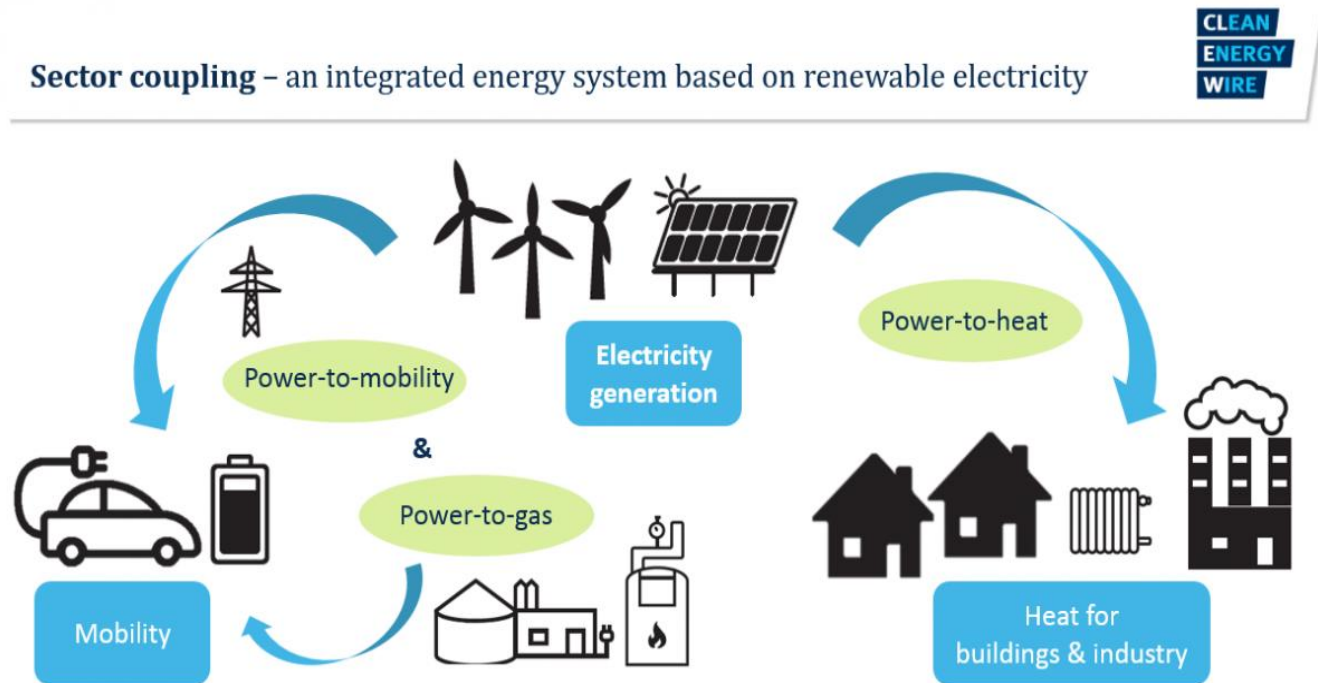 CLEAN
ENERGY
WIRE
Sector coupling – an integrated energy system based on renewable electricity
Power-to-heat
Electricity
generation
Power-to-mobility
&
Power-to-gas
Mobility
Heat for
buildings & industry